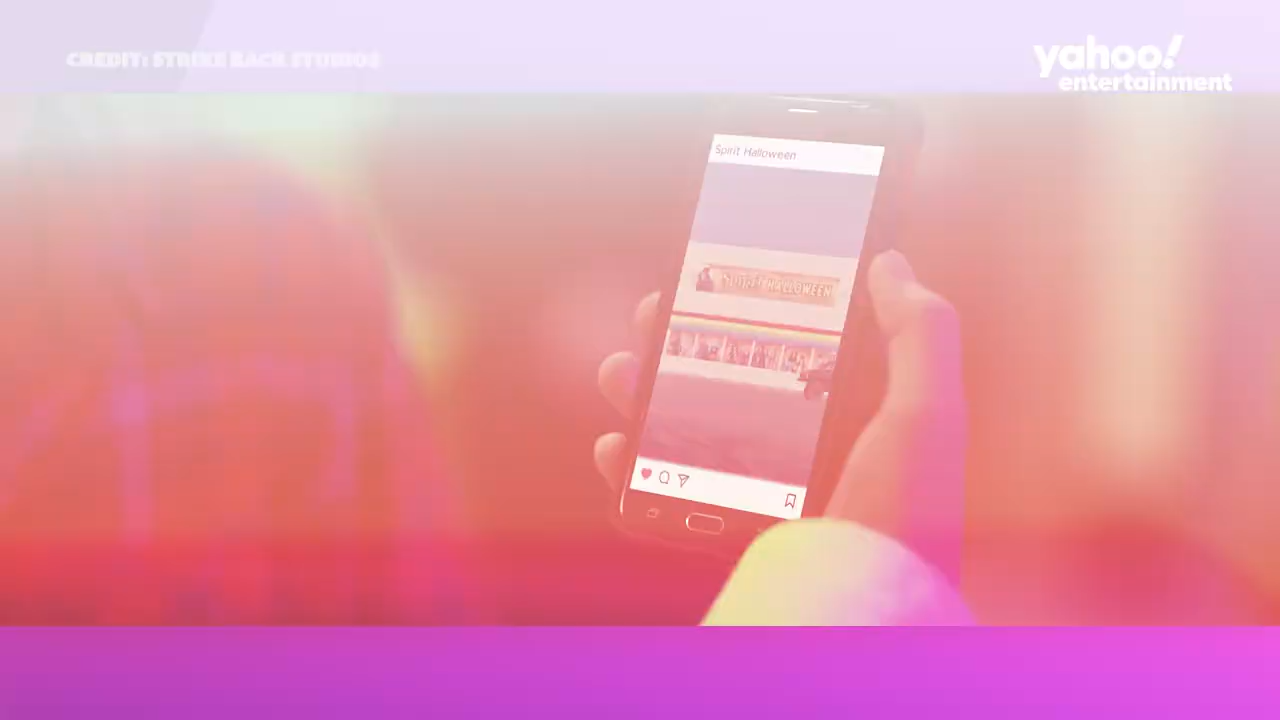 CREDIT: STRIKE BACK STUDIOS
yahoo!
entertainment
Spirit Halloween
SPIRIT HALLOWEEN